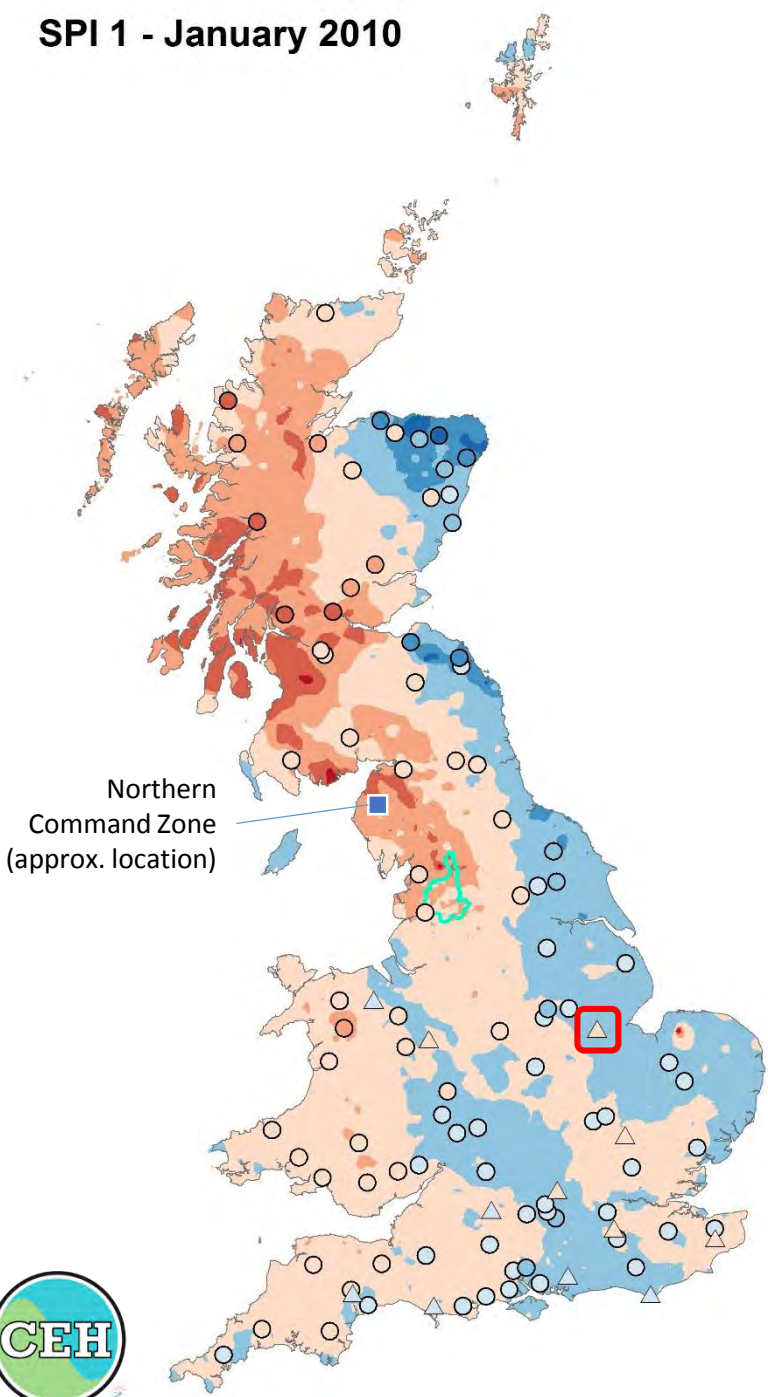 SPI 1 - January 2010
Northern
Command Zone
(approx. location)
CEH